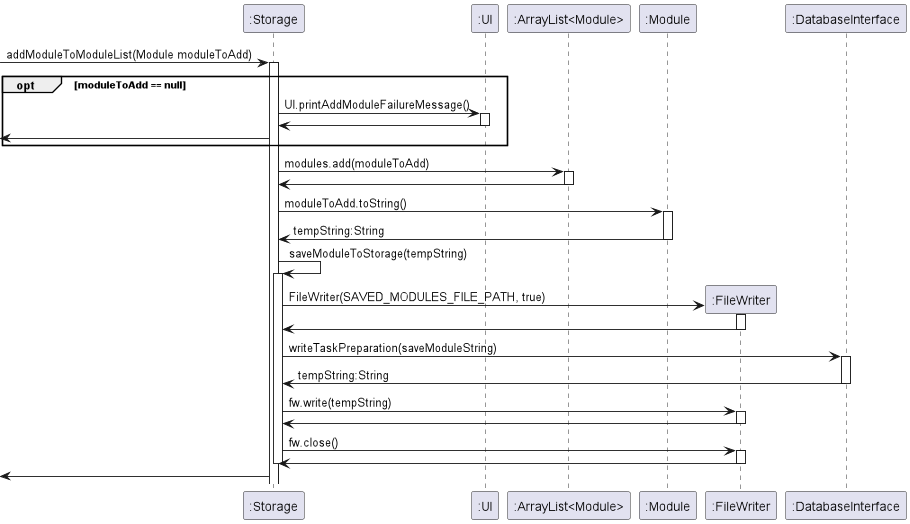 :Storage
:UI
:ArrayList<Module>
:Module
:DatabaseInterface
addModuleToModuleList(Module moduleToAdd)
opt
[moduleToAdd == null]
UI.printAddModuleFailureMessage()
modules.add(moduleToAdd)
moduleToAdd.toString()
tempString:String
saveModuleToStorage(tempString)
FileWriter(SAVED_MODULES_FILE_PATH, true)
:FileWriter
writeTaskPreparation(saveModuleString)
tempString:String
fw.write(tempString)
fw.close()
:Storage
:UI
:ArrayList<Module>
:Module
:FileWriter
:DatabaseInterface